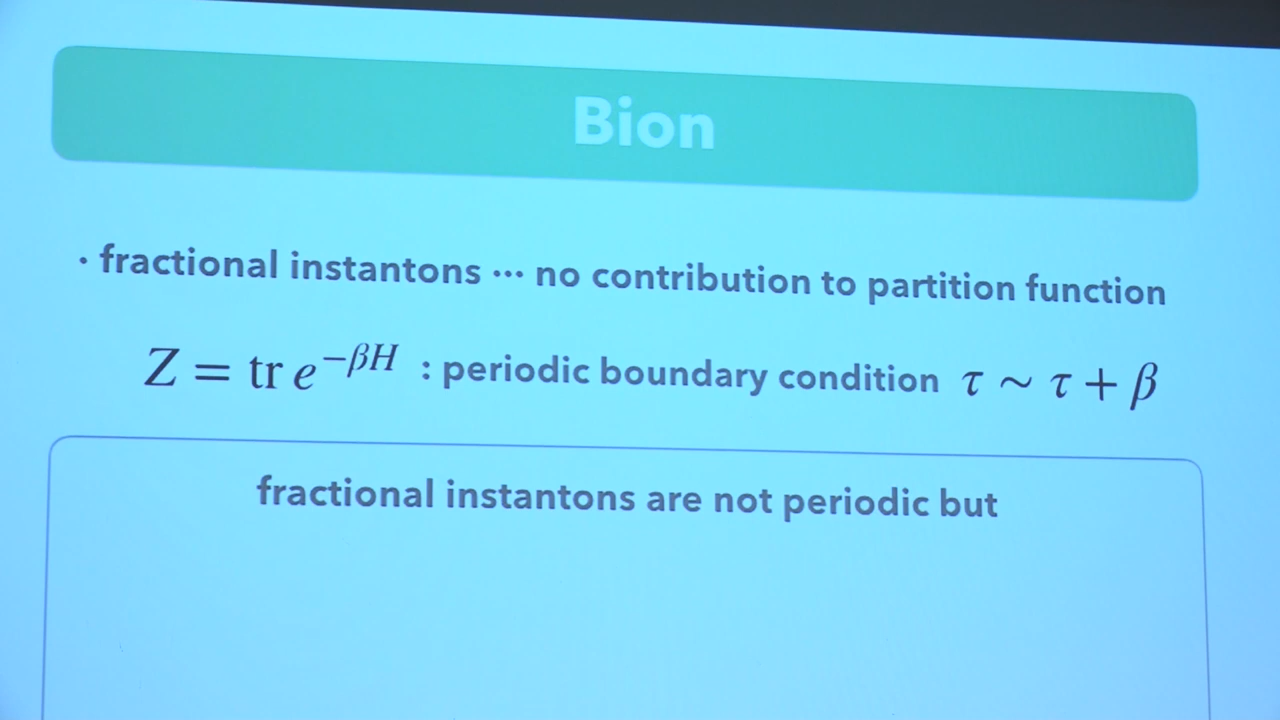 Bion
· fractional instantons ··· no contribution to partition function
Z = tr e^{−βH} : periodic boundary condition τ ∼ τ + β
fractional instantons are not periodic but